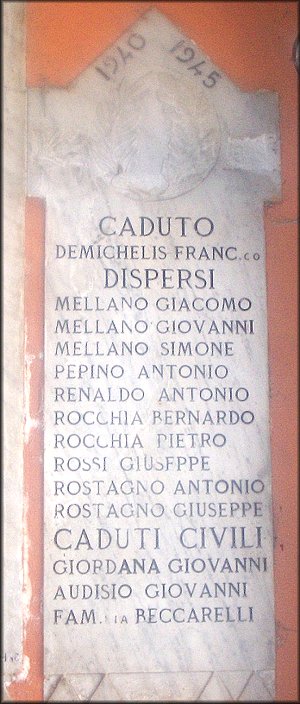 1940 1945
CADUTO
DEMICHELIS FRANC.CO
DISPERSI
MELLANO GIACOMO
MELLANO GIOVANNI
MELLANO SIMONE
PEPINO ANTONIO
RENALDO ANTONIO
ROCCHIA BERNARDO
ROCCHIA PIETRO
ROSSI GIUSEPPE
ROSTAGNO ANTONIO
ROSTAGNO GIUSEPPE
CADUTI CIVILI
GIORDANA GIOVANNI
AUDISIO GIOVANNI
FAM.IIA BECCARELLI